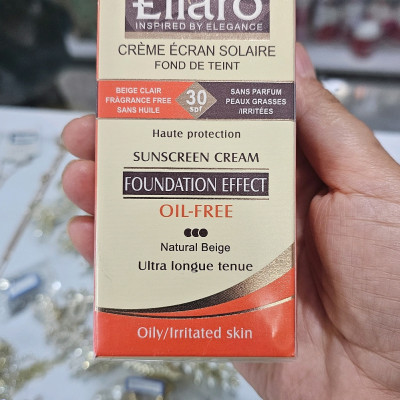 Ellaro
INSPIRED BY ELEGANCE
CRÈME ÉCRAN SOLAIRE
FOND DE TEINT
BEIGE CLAIR
FRAGRANCE FREE
SANS HUILE
30
SPF
SANS PARFUM
PEAUX GRASSES
/IRRITÉES
Haute protection
SUNSCREEN CREAM
FOUNDATION EFFECT
OIL-FREE
Natural Beige
Ultra longue tenue
Oily/Irritated skin